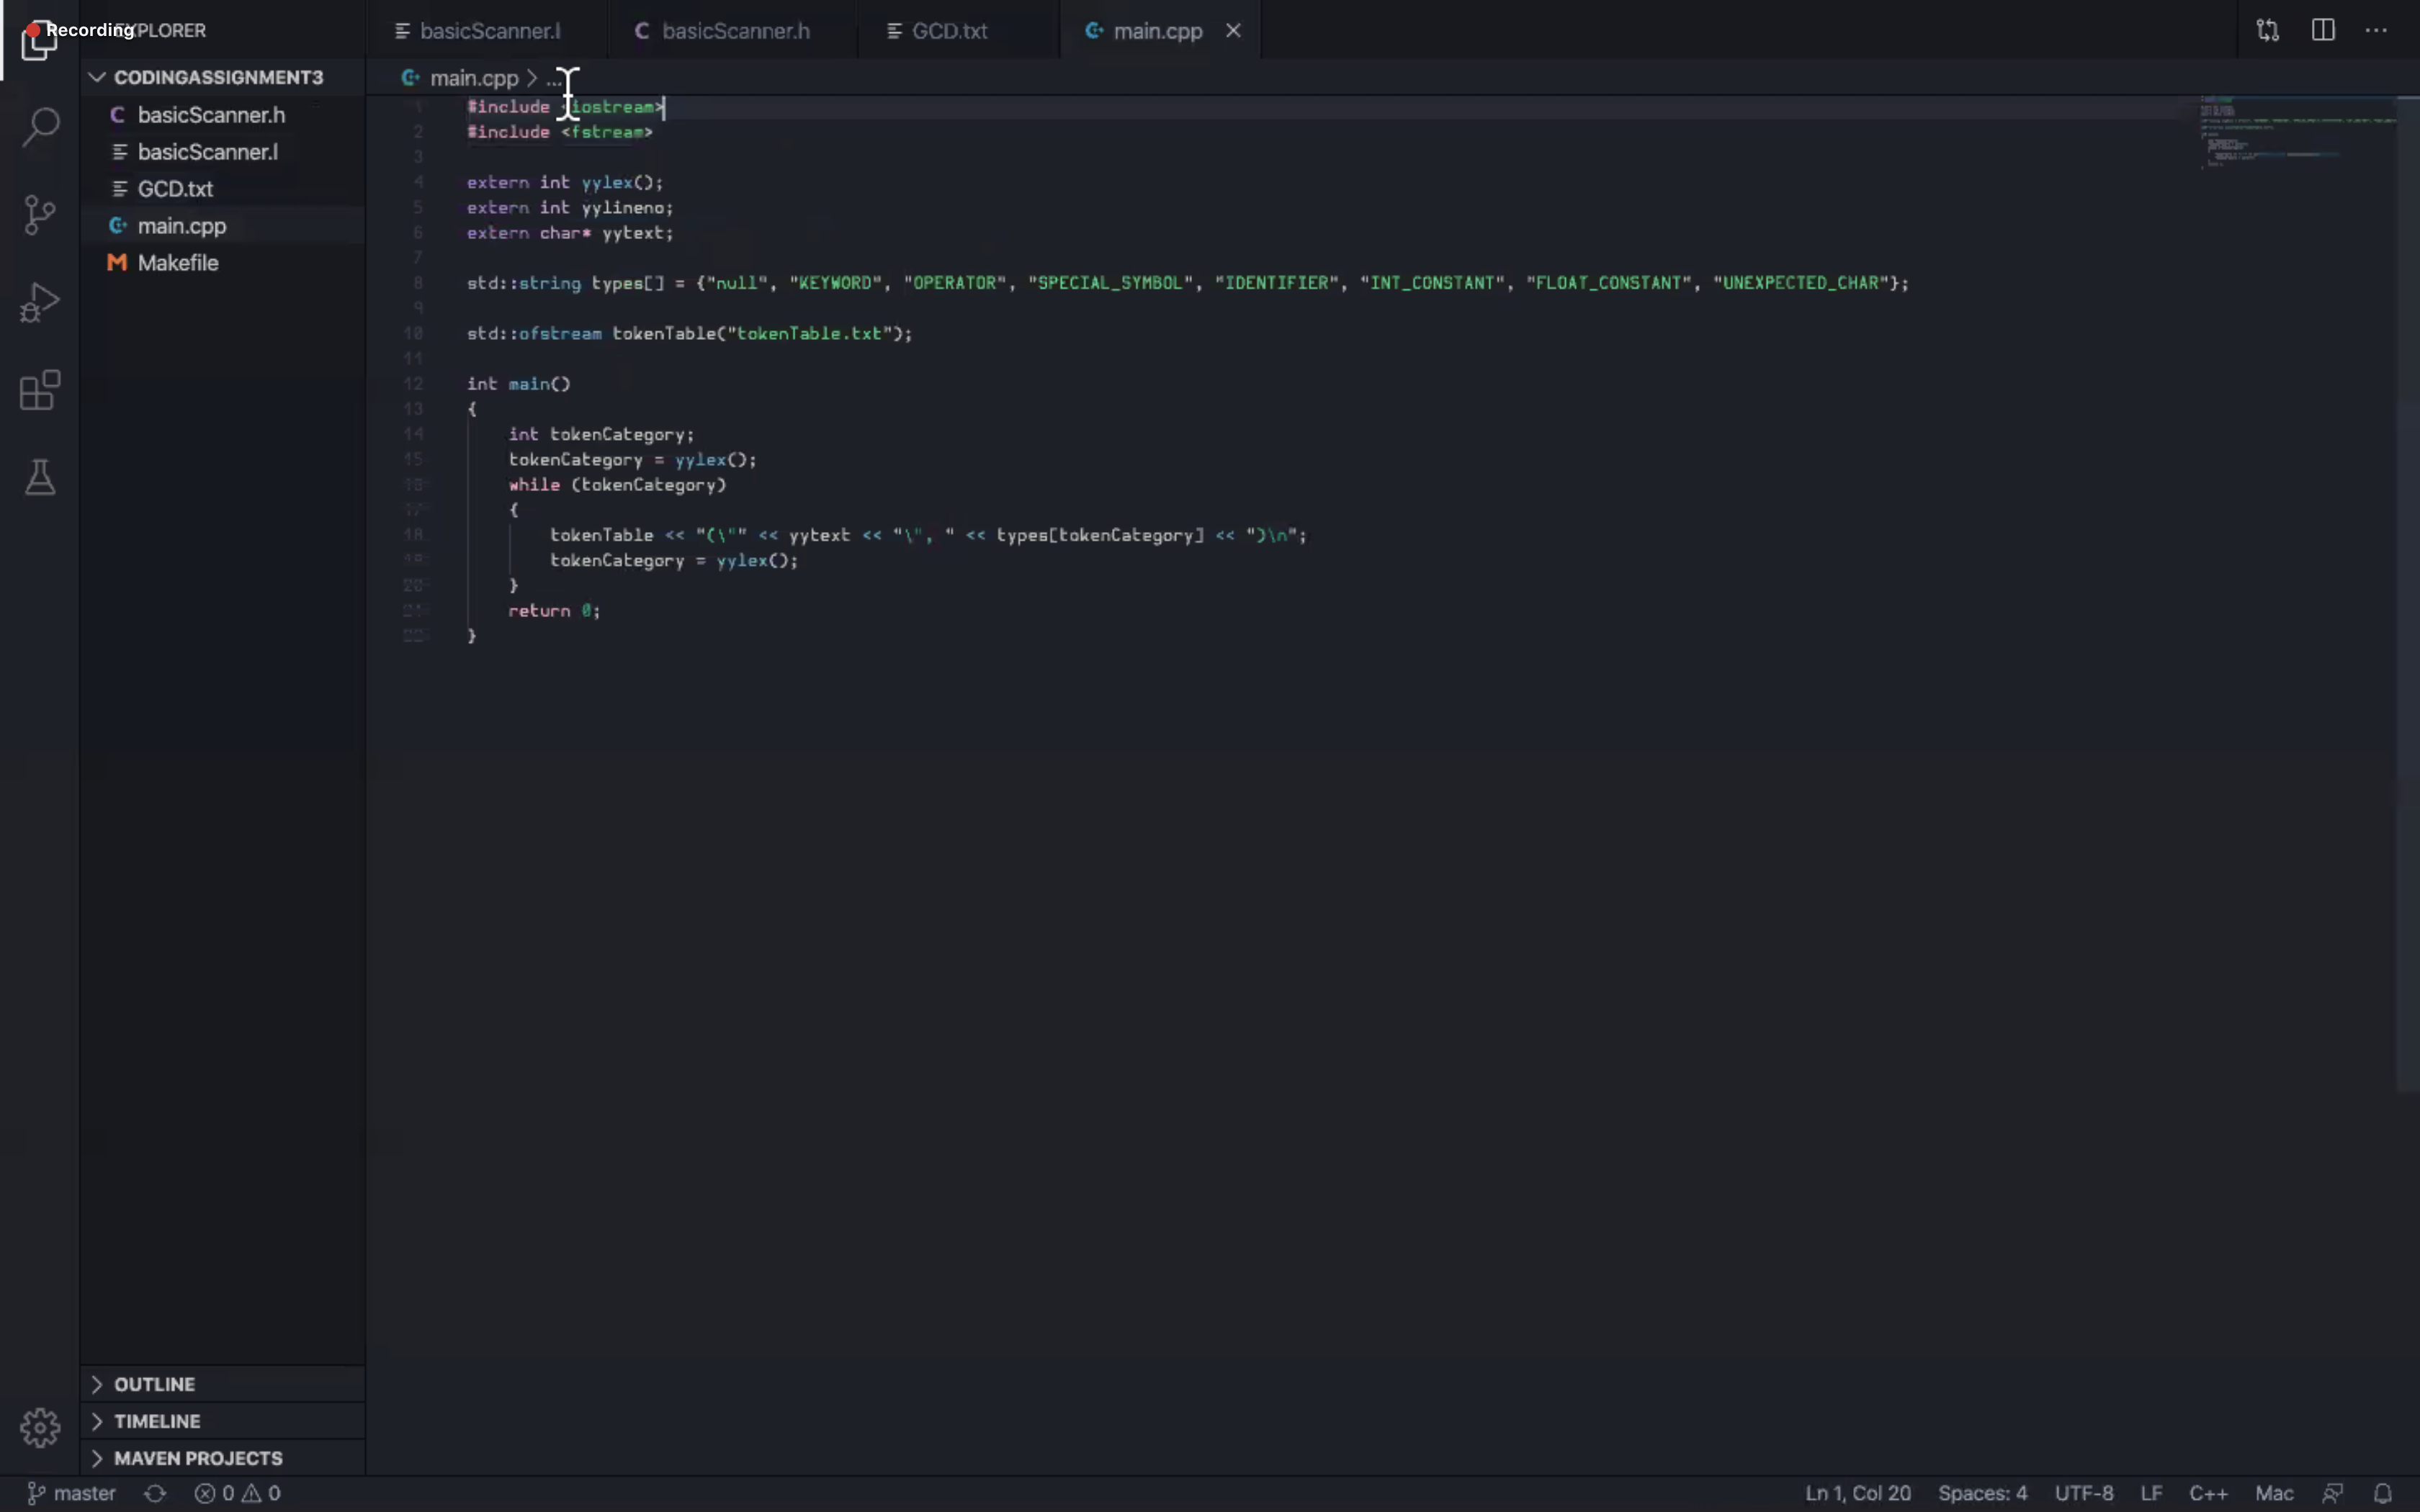 Recording
EXPLORER
basicScanner.l
basicScanner.h
GCD.txt
main.cpp
CODINGASSIGNMENT3
basicScanner.h
basicScanner.l
GCD.txt
main.cpp
Makefile
main.cpp > ...
1 #include <iostream>
2 #include <fstream>
3
4 extern int yylex();
5 extern int yylineno;
6 extern char* yytext;
7
8 std::string types[] = {"null", "KEYWORD", "OPERATOR", "SPECIAL_SYMBOL", "IDENTIFIER", "INT_CONSTANT", "FLOAT_CONSTANT", "UNEXPECTED_CHAR"};
9
10 std::ofstream tokenTable("tokenTable.txt");
11
12 int main()
13 {
14 int tokenCategory;
15 tokenCategory = yylex();
16 while (tokenCategory)
17 {
18 tokenTable << "(\"" << yytext << "\", " << types[tokenCategory] << ")\n";
19 tokenCategory = yylex();
20 }
21 return 0;
22 }
OUTLINE
TIMELINE
MAVEN PROJECTS
master
0
0
Ln 1, Col 20
Spaces: 4
UTF-8
LF
C++
Mac